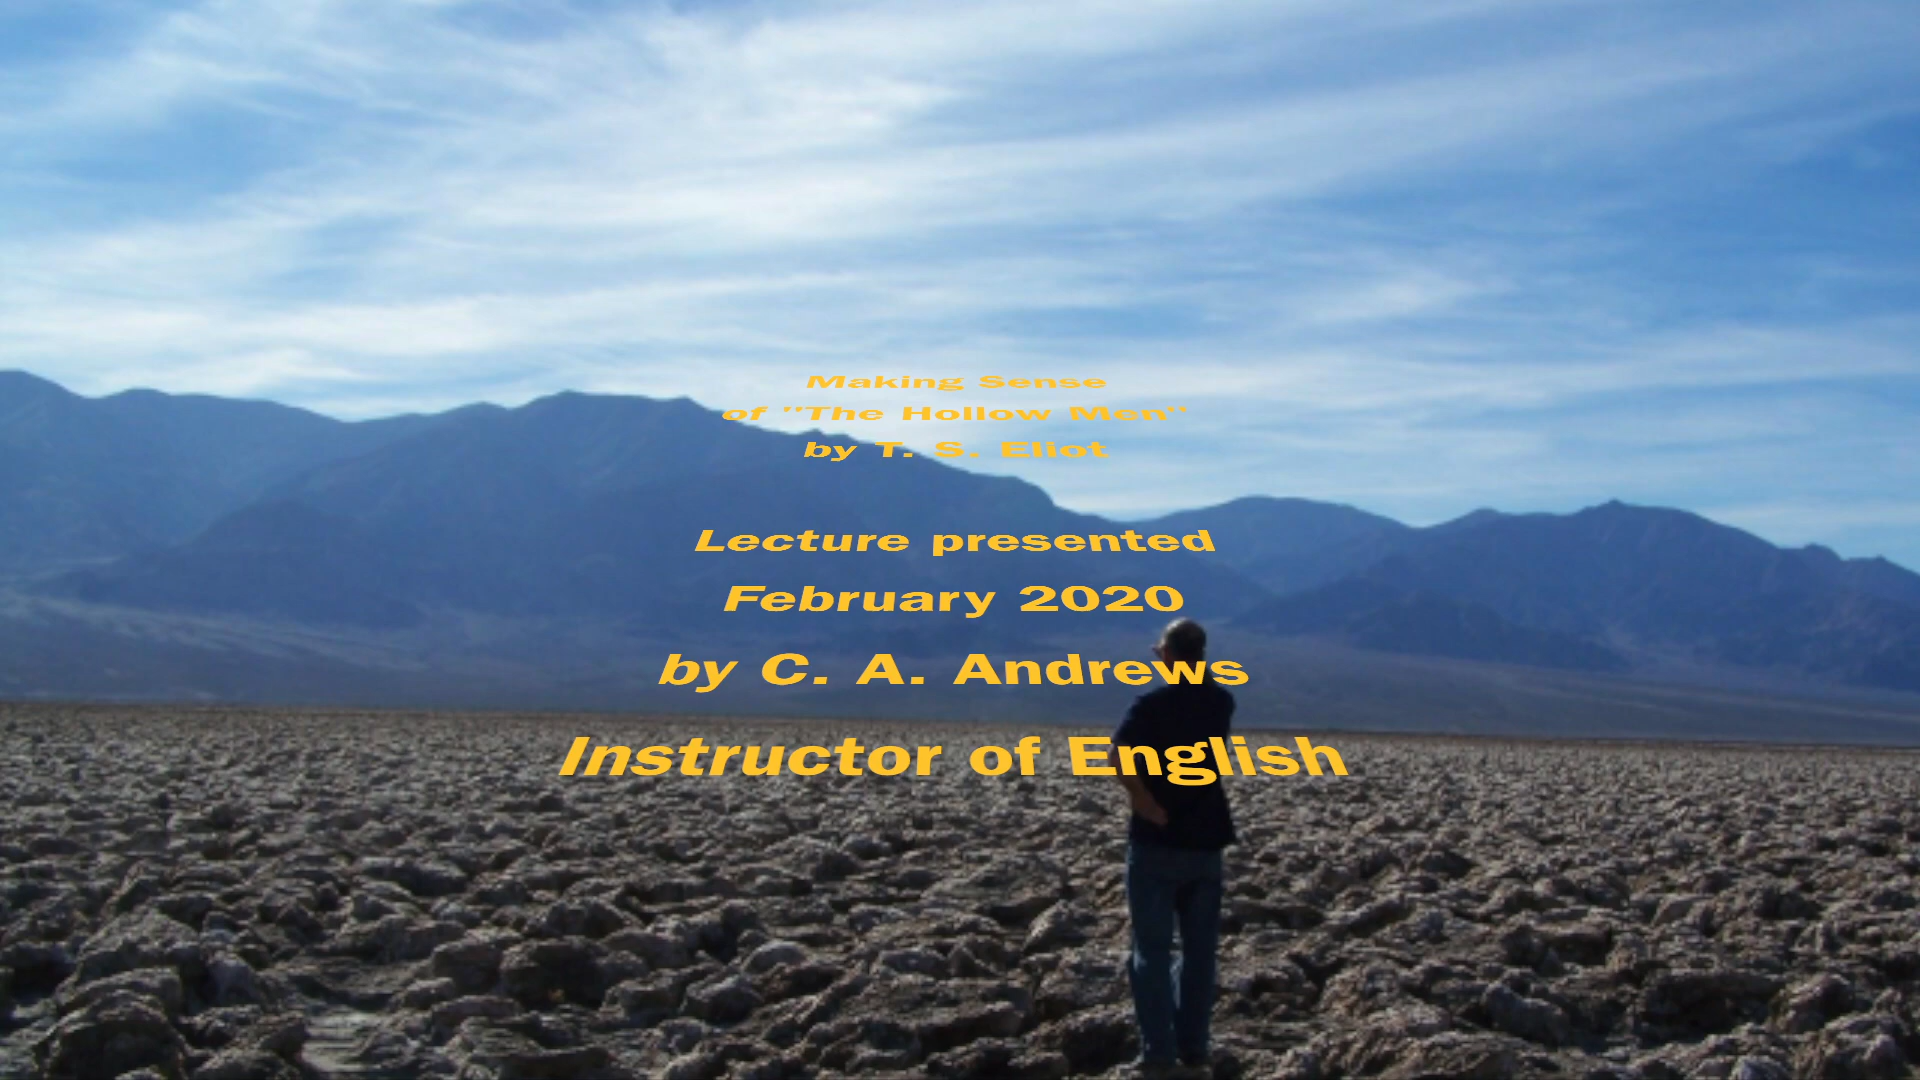 Making Sense
of "The Hollow Men"
by T. S. Eliot
Lecture presented
February 2020
by C. A. Andrews
Instructor of English